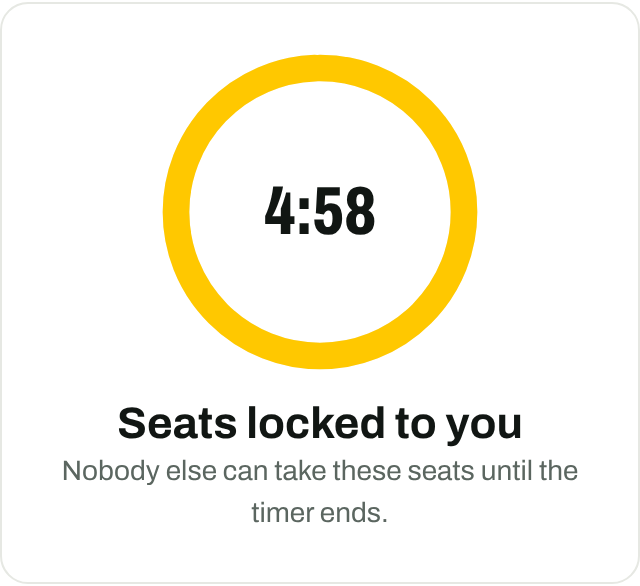 4:58
Seats locked to you
Nobody else can take these seats until the
timer ends.